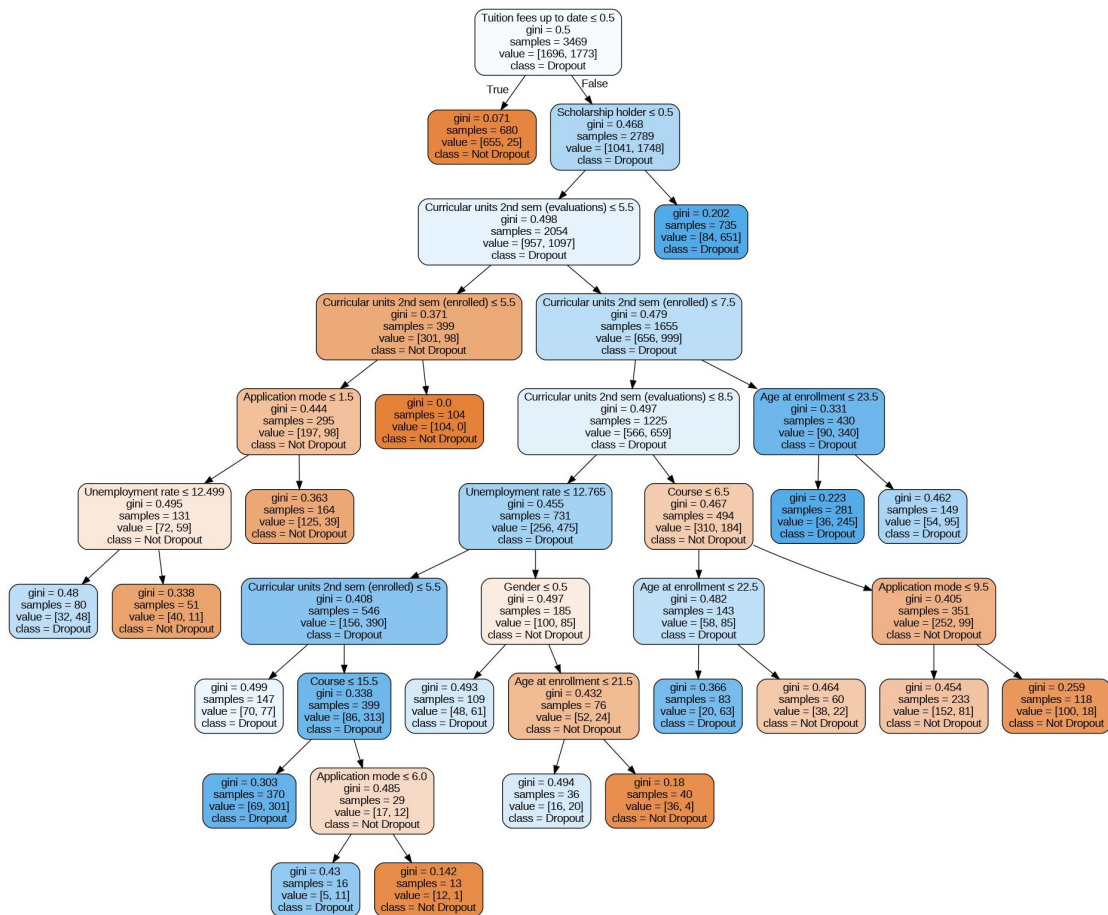 Tuition fees up to date ≤ 0.5
gini = 0.5
samples = 3469
value = [1696, 1773]
class = Dropout
True
False
gini = 0.071
samples = 680
value = [655, 25]
class = Not Dropout
Scholarship holder ≤ 0.5
gini = 0.468
samples = 2789
value = [1041, 1748]
class = Dropout
Curricular units 2nd sem (evaluations) ≤ 5.5
gini = 0.498
samples = 2054
value = [957, 1097]
class = Dropout
gini = 0.202
samples = 735
value = [84, 651]
class = Dropout
Curricular units 2nd sem (enrolled) ≤ 5.5
gini = 0.371
samples = 399
value = [301, 98]
class = Not Dropout
Curricular units 2nd sem (enrolled) ≤ 7.5
gini = 0.479
samples = 1655
value = [656, 999]
class = Dropout
Application mode ≤ 1.5
gini = 0.444
samples = 295
value = [197, 98]
class = Not Dropout
gini = 0.0
samples = 104
value = [104, 0]
class = Not Dropout
Curricular units 2nd sem (evaluations) ≤ 8.5
gini = 0.497
samples = 1225
value = [566, 659]
class = Dropout
Age at enrollment ≤ 23.5
gini = 0.331
samples = 430
value = [90, 340]
class = Dropout
Unemployment rate ≤ 12.499
gini = 0.495
samples = 131
value = [72, 59]
class = Not Dropout
gini = 0.363
samples = 164
value = [125, 39]
class = Not Dropout
Unemployment rate ≤ 12.765
gini = 0.455
samples = 731
value = [256, 475]
class = Dropout
Course ≤ 6.5
gini = 0.467
samples = 494
value = [310, 184]
class = Not Dropout
gini = 0.223
samples = 281
value = [36, 245]
class = Dropout
gini = 0.462
samples = 149
value = [54, 95]
class = Dropout
gini = 0.48
samples = 80
value = [32, 48]
class = Dropout
gini = 0.338
samples = 51
value = [40, 11]
class = Not Dropout
Curricular units 2nd sem (enrolled) ≤ 5.5
gini = 0.408
samples = 546
value = [156, 390]
class = Dropout
Gender ≤ 0.5
gini = 0.497
samples = 185
value = [100, 85]
class = Not Dropout
Age at enrollment ≤ 22.5
gini = 0.482
samples = 143
value = [58, 85]
class = Dropout
Application mode ≤ 9.5
gini = 0.405
samples = 351
value = [252, 99]
class = Not Dropout
gini = 0.499
samples = 147
value = [70, 77]
class = Dropout
Course ≤ 15.5
gini = 0.338
samples = 399
value = [86, 313]
class = Dropout
gini = 0.493
samples = 109
value = [48, 61]
class = Dropout
Age at enrollment ≤ 21.5
gini = 0.432
samples = 76
value = [52, 24]
class = Not Dropout
gini = 0.366
samples = 83
value = [20, 63]
class = Dropout
gini = 0.464
samples = 60
value = [38, 22]
class = Not Dropout
gini = 0.454
samples = 233
value = [152, 81]
class = Not Dropout
gini = 0.259
samples = 118
value = [100, 18]
class = Not Dropout
gini = 0.303
samples = 370
value = [69, 301]
class = Dropout
Application mode ≤ 6.0
gini = 0.485
samples = 29
value = [17, 12]
class = Not Dropout
gini = 0.494
samples = 36
value = [16, 20]
class = Dropout
gini = 0.18
samples = 40
value = [36, 4]
class = Not Dropout
gini = 0.43
samples = 16
value = [5, 11]
class = Dropout
gini = 0.142
samples = 13
value = [12, 1]
class = Not Dropout